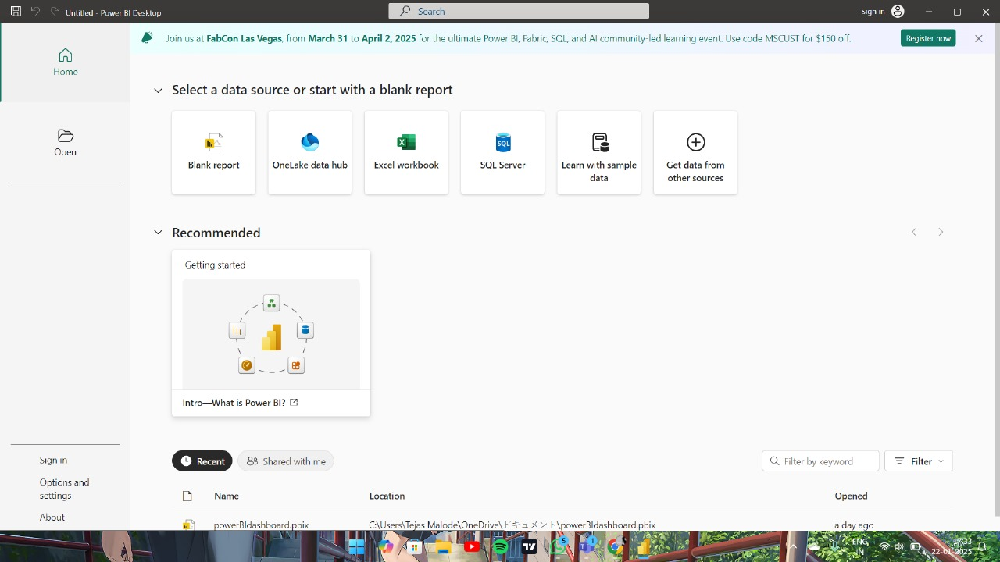 Untitled - Power BI Desktop
Search
Sign in
Join us at FabCon Las Vegas, from March 31 to April 2, 2025 for the ultimate Power BI, Fabric, SQL, and AI community-led learning event. Use code MSCUST for $150 off.
Register now
Home
Open
Select a data source or start with a blank report
Blank report
OneLake data hub
Excel workbook
SQL
SQL Server
Learn with sample
data
Get data from
other sources
Recommended
Getting started
Intro—What is Power BI?
Recent
Shared with me
Filter by keyword
Filter
Name
Location
Opened
powerBIdashboard.pbix
C:\Users\Tejas Malode\OneDrive\ドキュメント\powerBIdashboard.pbix
a day ago
Sign in
Options and
settings
About
5
1
ENG
22-01-2025